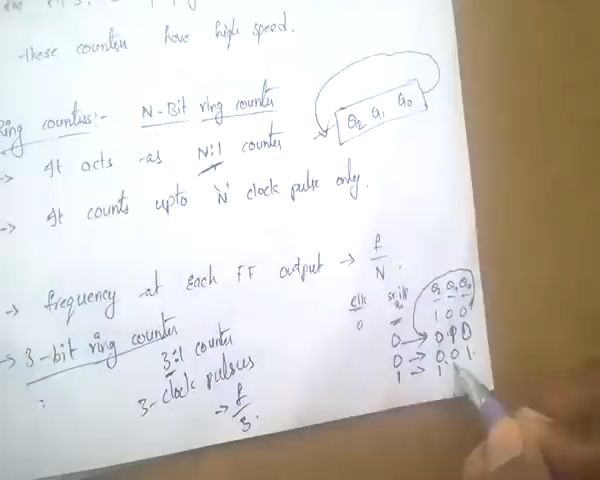 these counters have high speed.
Ring counters:- N-Bit ring counter
Q2 Q1 Q0
→ It acts as N:1 counter
→ It counts upto 'N' clock pulse only.
→ frequency at each FF output → f/N.
→ 3-bit ring counter
3:1 counter
3-clock pulses
→ f/3.
clk
Q2 Q1 Q0
0 1 0 0
0 → 0 1 0
0 → 0 0 1
1 → 1